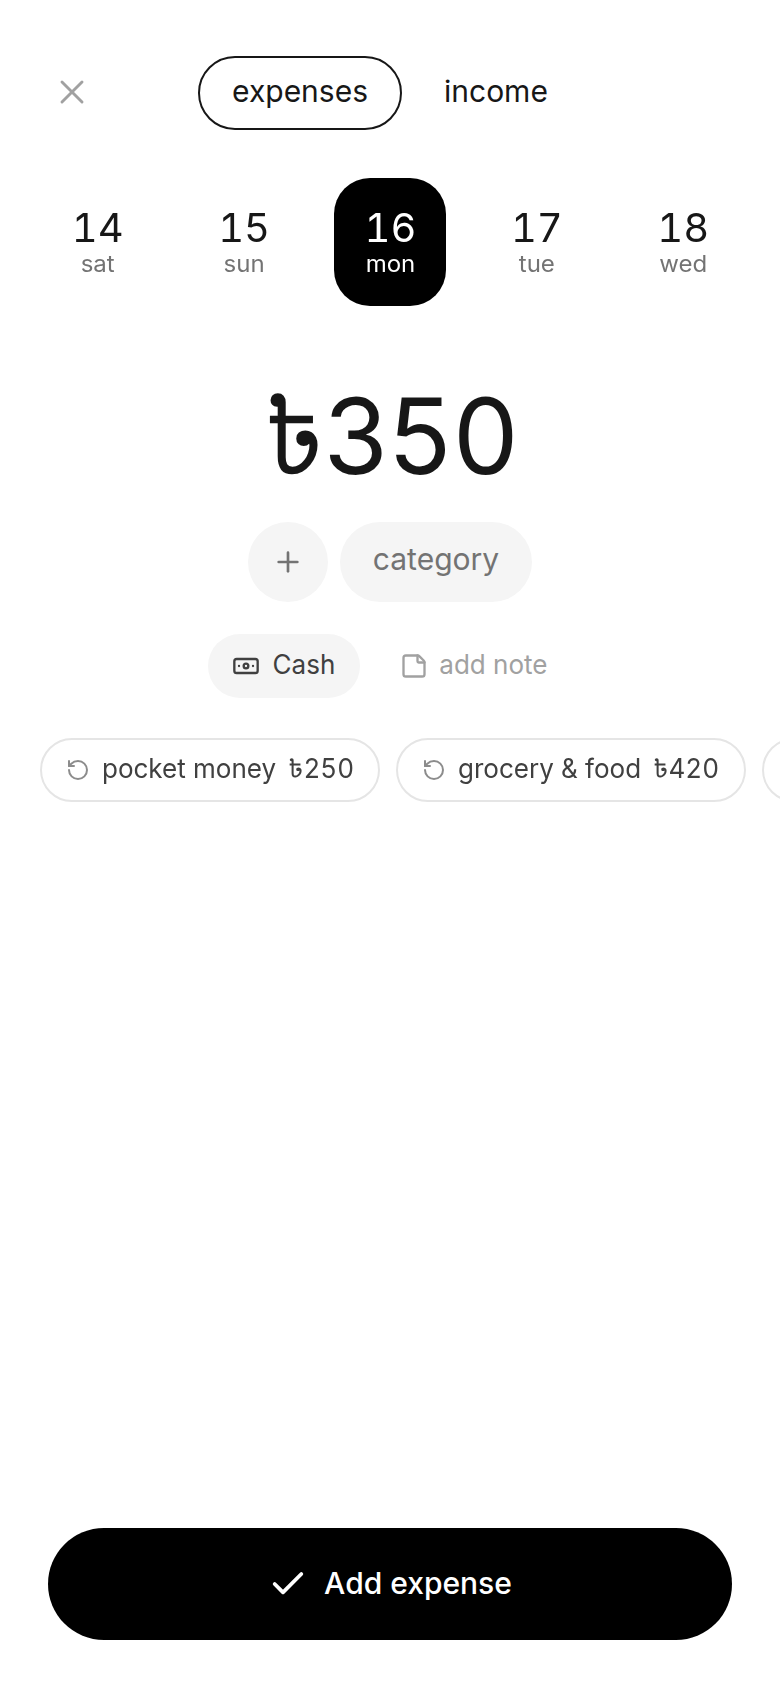 expenses income
14 15 16 17 18
sat sun mon tue wed
৳350
category
Cash add note
pocket money ৳250 grocery & food ৳420
Add expense